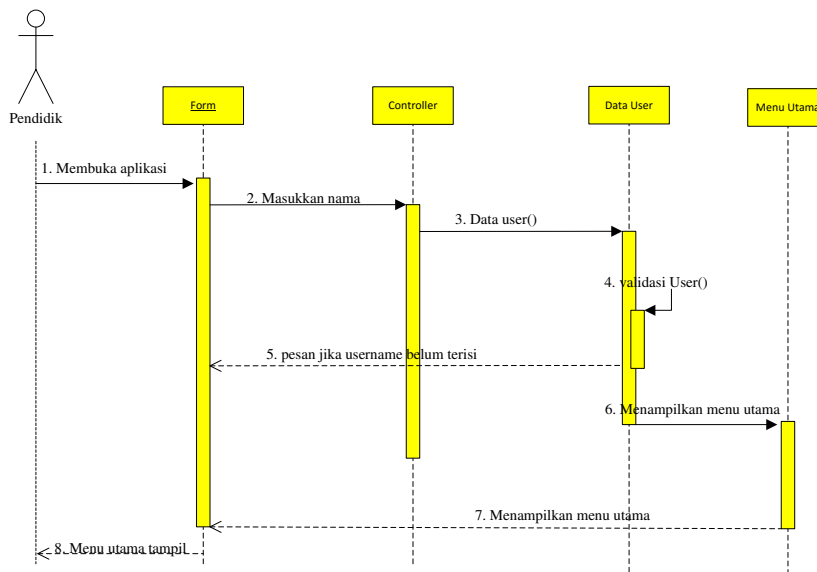 Pendidik
Form
Controller
Data User
Menu Utama
1. Membuka aplikasi
2. Masukkan nama
3. Data user()
4. validasi User()
5. pesan jika username belum terisi
6. Menampilkan menu utama
7. Menampilkan menu utama
8. Menu utama tampil